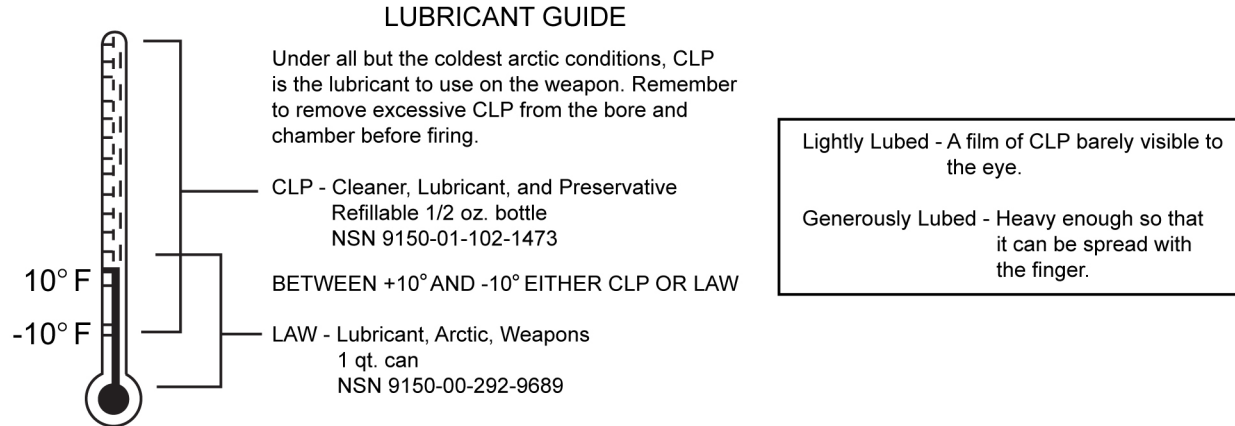 LUBRICANT GUIDE
Under all but the coldest arctic conditions, CLP
is the lubricant to use on the weapon. Remember
to remove excessive CLP from the bore and
chamber before firing.
CLP - Cleaner, Lubricant, and Preservative
Refillable 1/2 oz. bottle
NSN 9150-01-102-1473
10° F
BETWEEN +10° AND -10° EITHER CLP OR LAW
-10° F
LAW - Lubricant, Arctic, Weapons
1 qt. can
NSN 9150-00-292-9689
Lightly Lubed - A film of CLP barely visible to
the eye.
Generously Lubed - Heavy enough so that
it can be spread with
the finger.